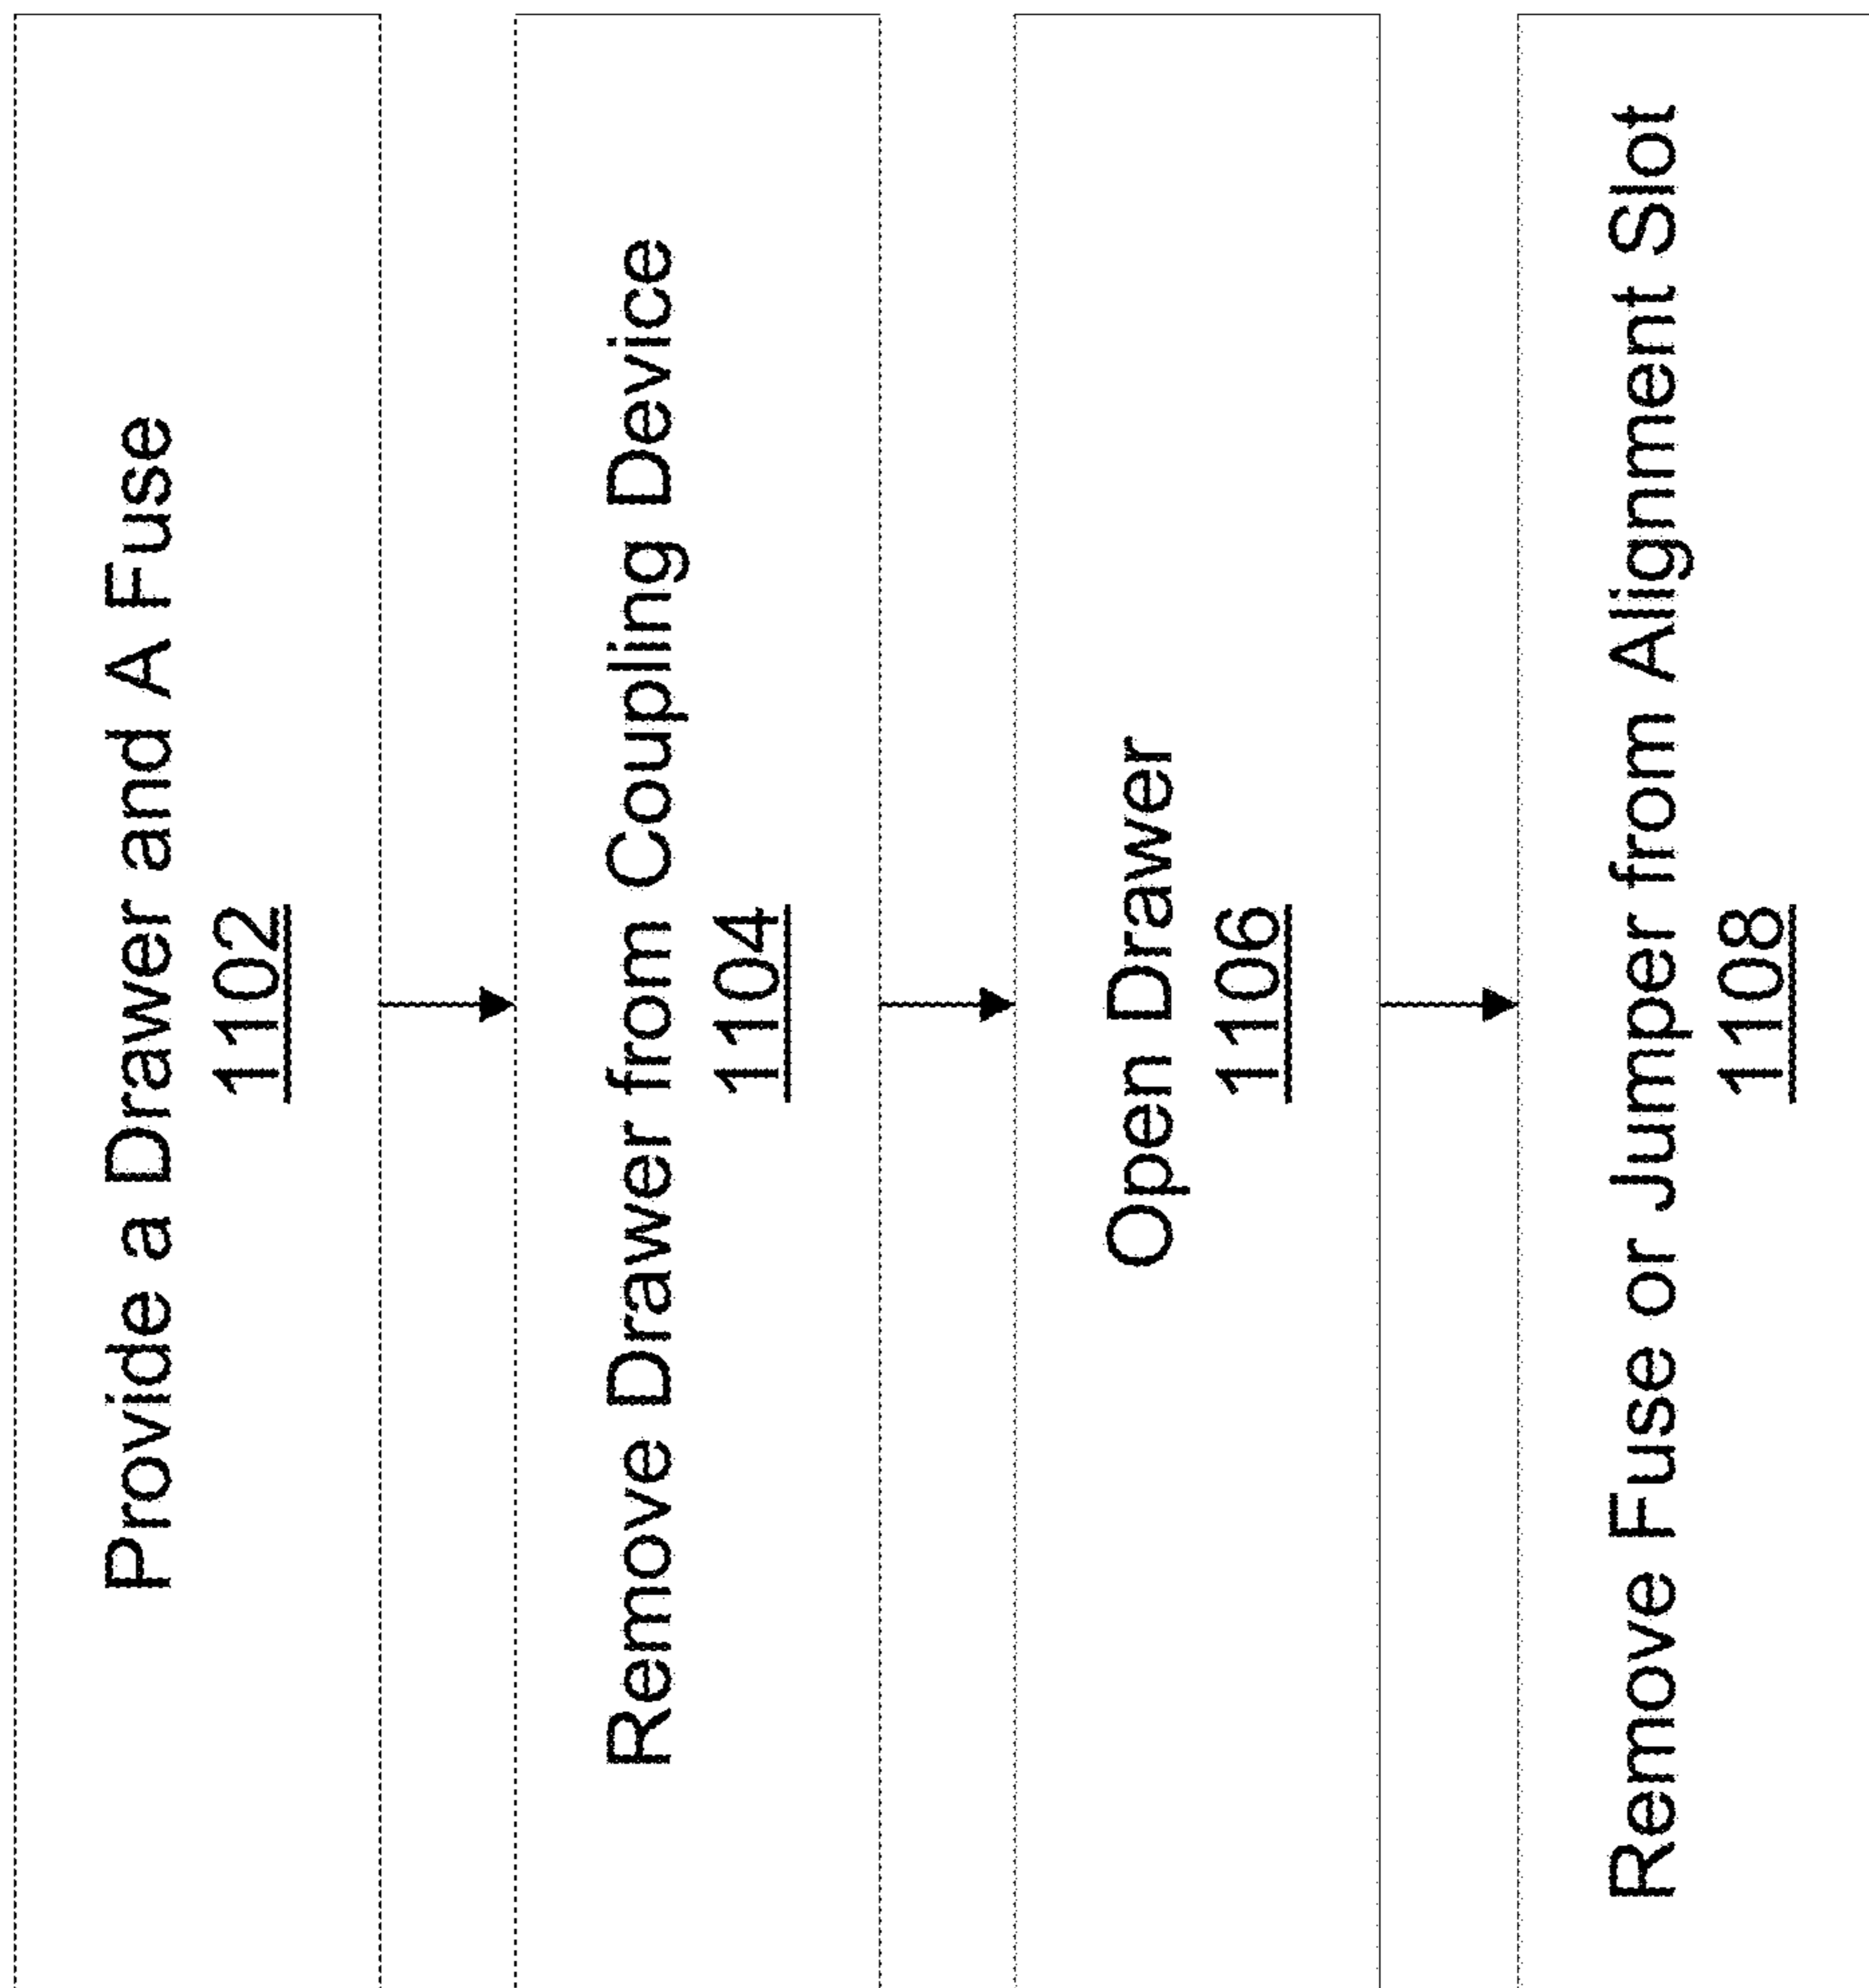 Provide a Drawer and A Fuse
1102
Remove Drawer from Coupling Device
1104
Open Drawer
1106
Remove Fuse or Jumper from Alignment Slot
1108